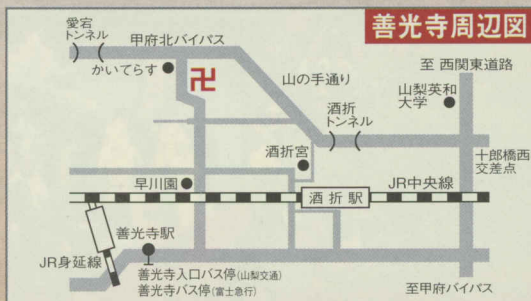 善光寺周辺図
愛宕
トンネル
甲府北バイパス
かいてらす
卍
山の手通り
至 西関東道路
山梨英和
大学
酒折
トンネル
酒折宮
十郎橋西
交差点
早川園
酒折駅
JR中央線
善光寺駅
JR身延線
善光寺入口バス停(山梨交通)
善光寺バス停(富士急行)
至甲府バイパス